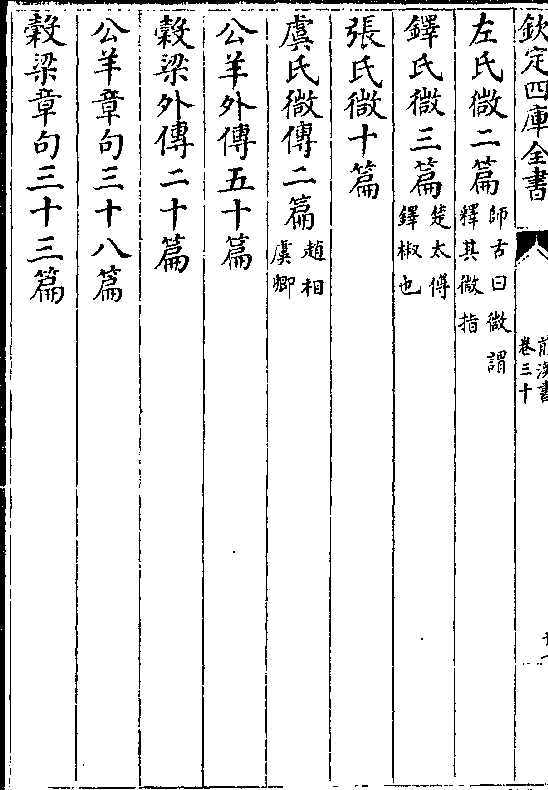 欽定四庫全書
前漢書
卷三十
左氏微二篇師古曰微謂釋其微指
鐸氏微三篇楚太傅鐸椒也
張氏微十篇
虞氏微傳二篇趙相虞卿
公羊外傳五十篇
穀梁外傳二十篇
公羊章句三十八篇
穀梁章句三十三篇